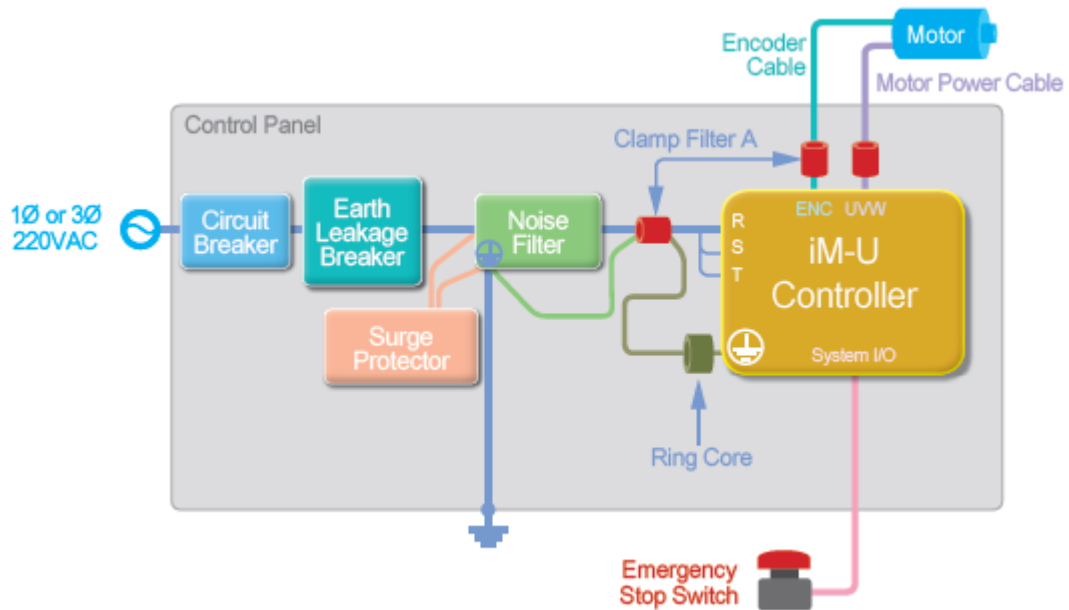 Motor
Encoder
Cable
Motor Power Cable
Control Panel
Clamp Filter A
1Ø or 3Ø
220VAC
Circuit
Breaker
Earth
Leakage
Breaker
Noise
Filter
ENC UVW
R
S
T
iM-U
Controller
Surge
Protector
System I/O
Ring Core
Emergency
Stop Switch